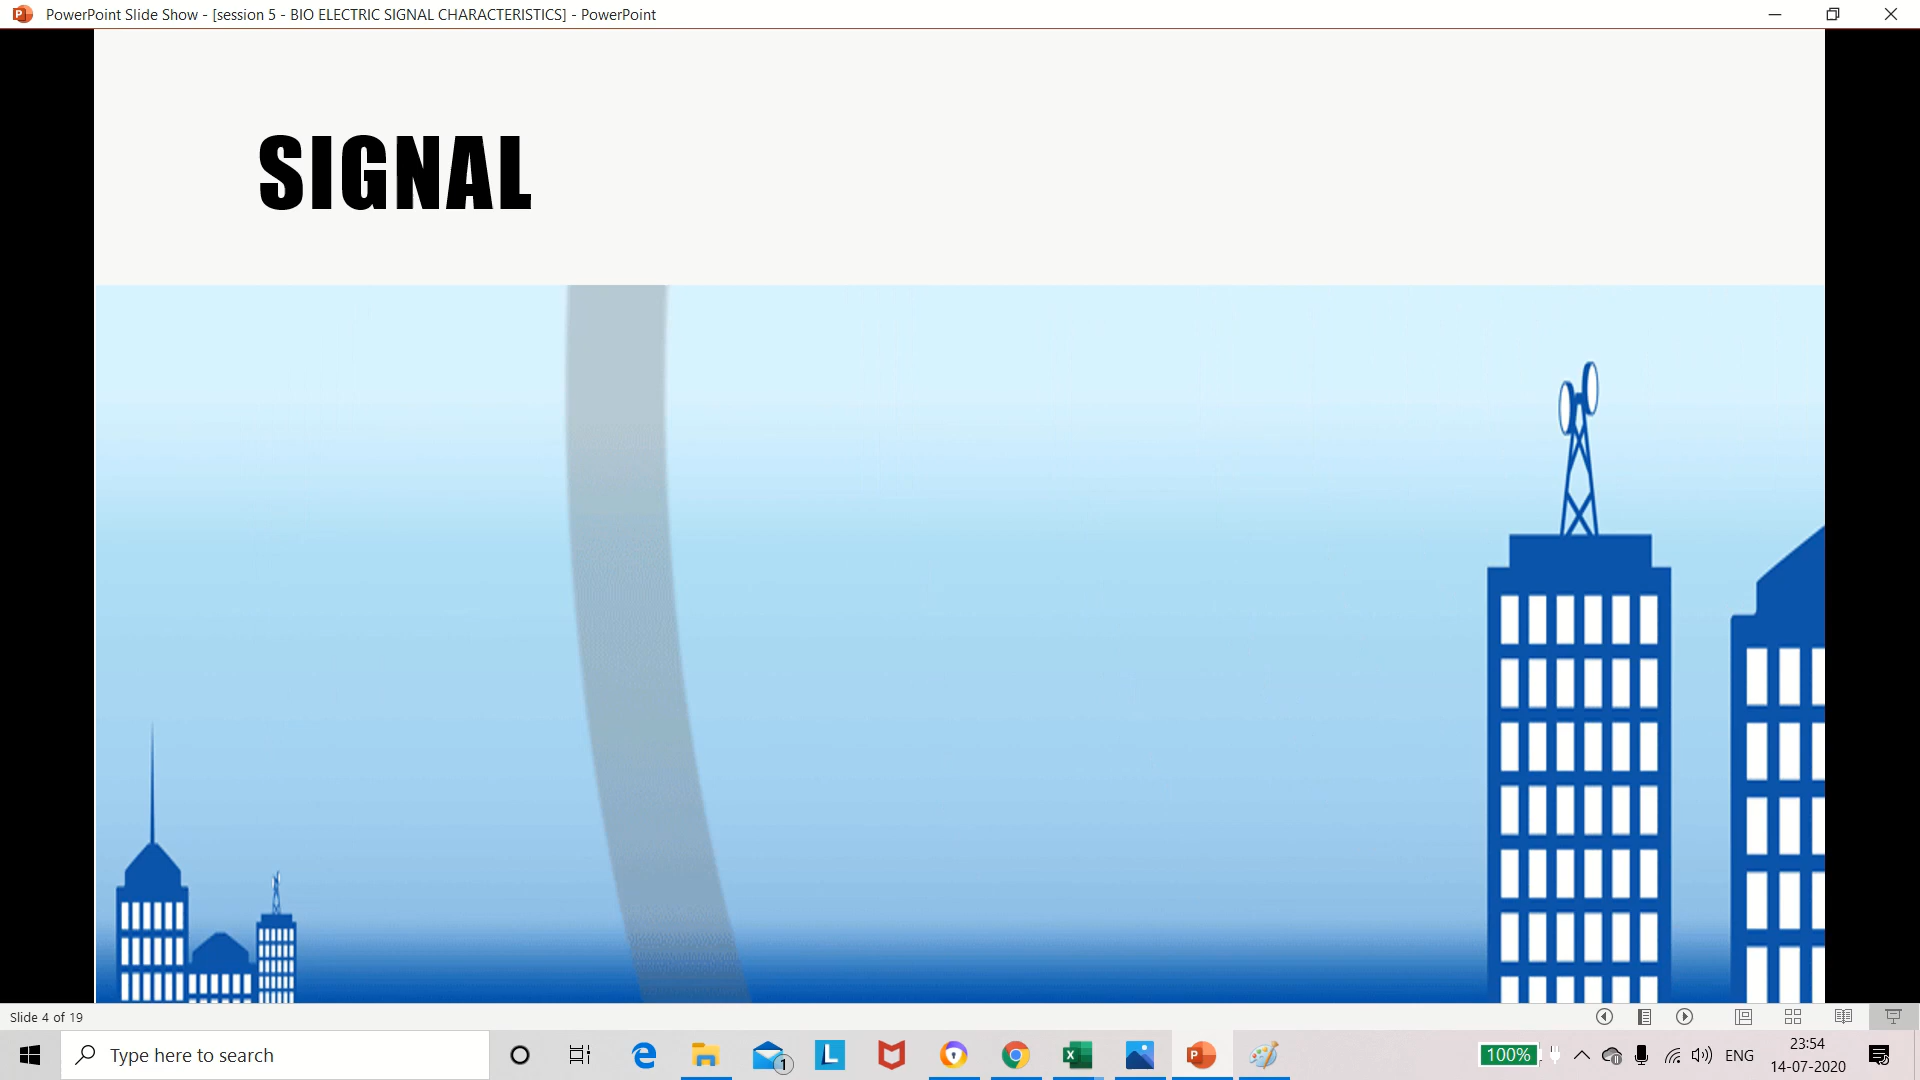 PowerPoint Slide Show - [session 5 - BIO ELECTRIC SIGNAL CHARACTERISTICS] - PowerPoint
SIGNAL
Slide 4 of 19
Type here to search
1
L
X
P
100%
ENG
23:54
14-07-2020